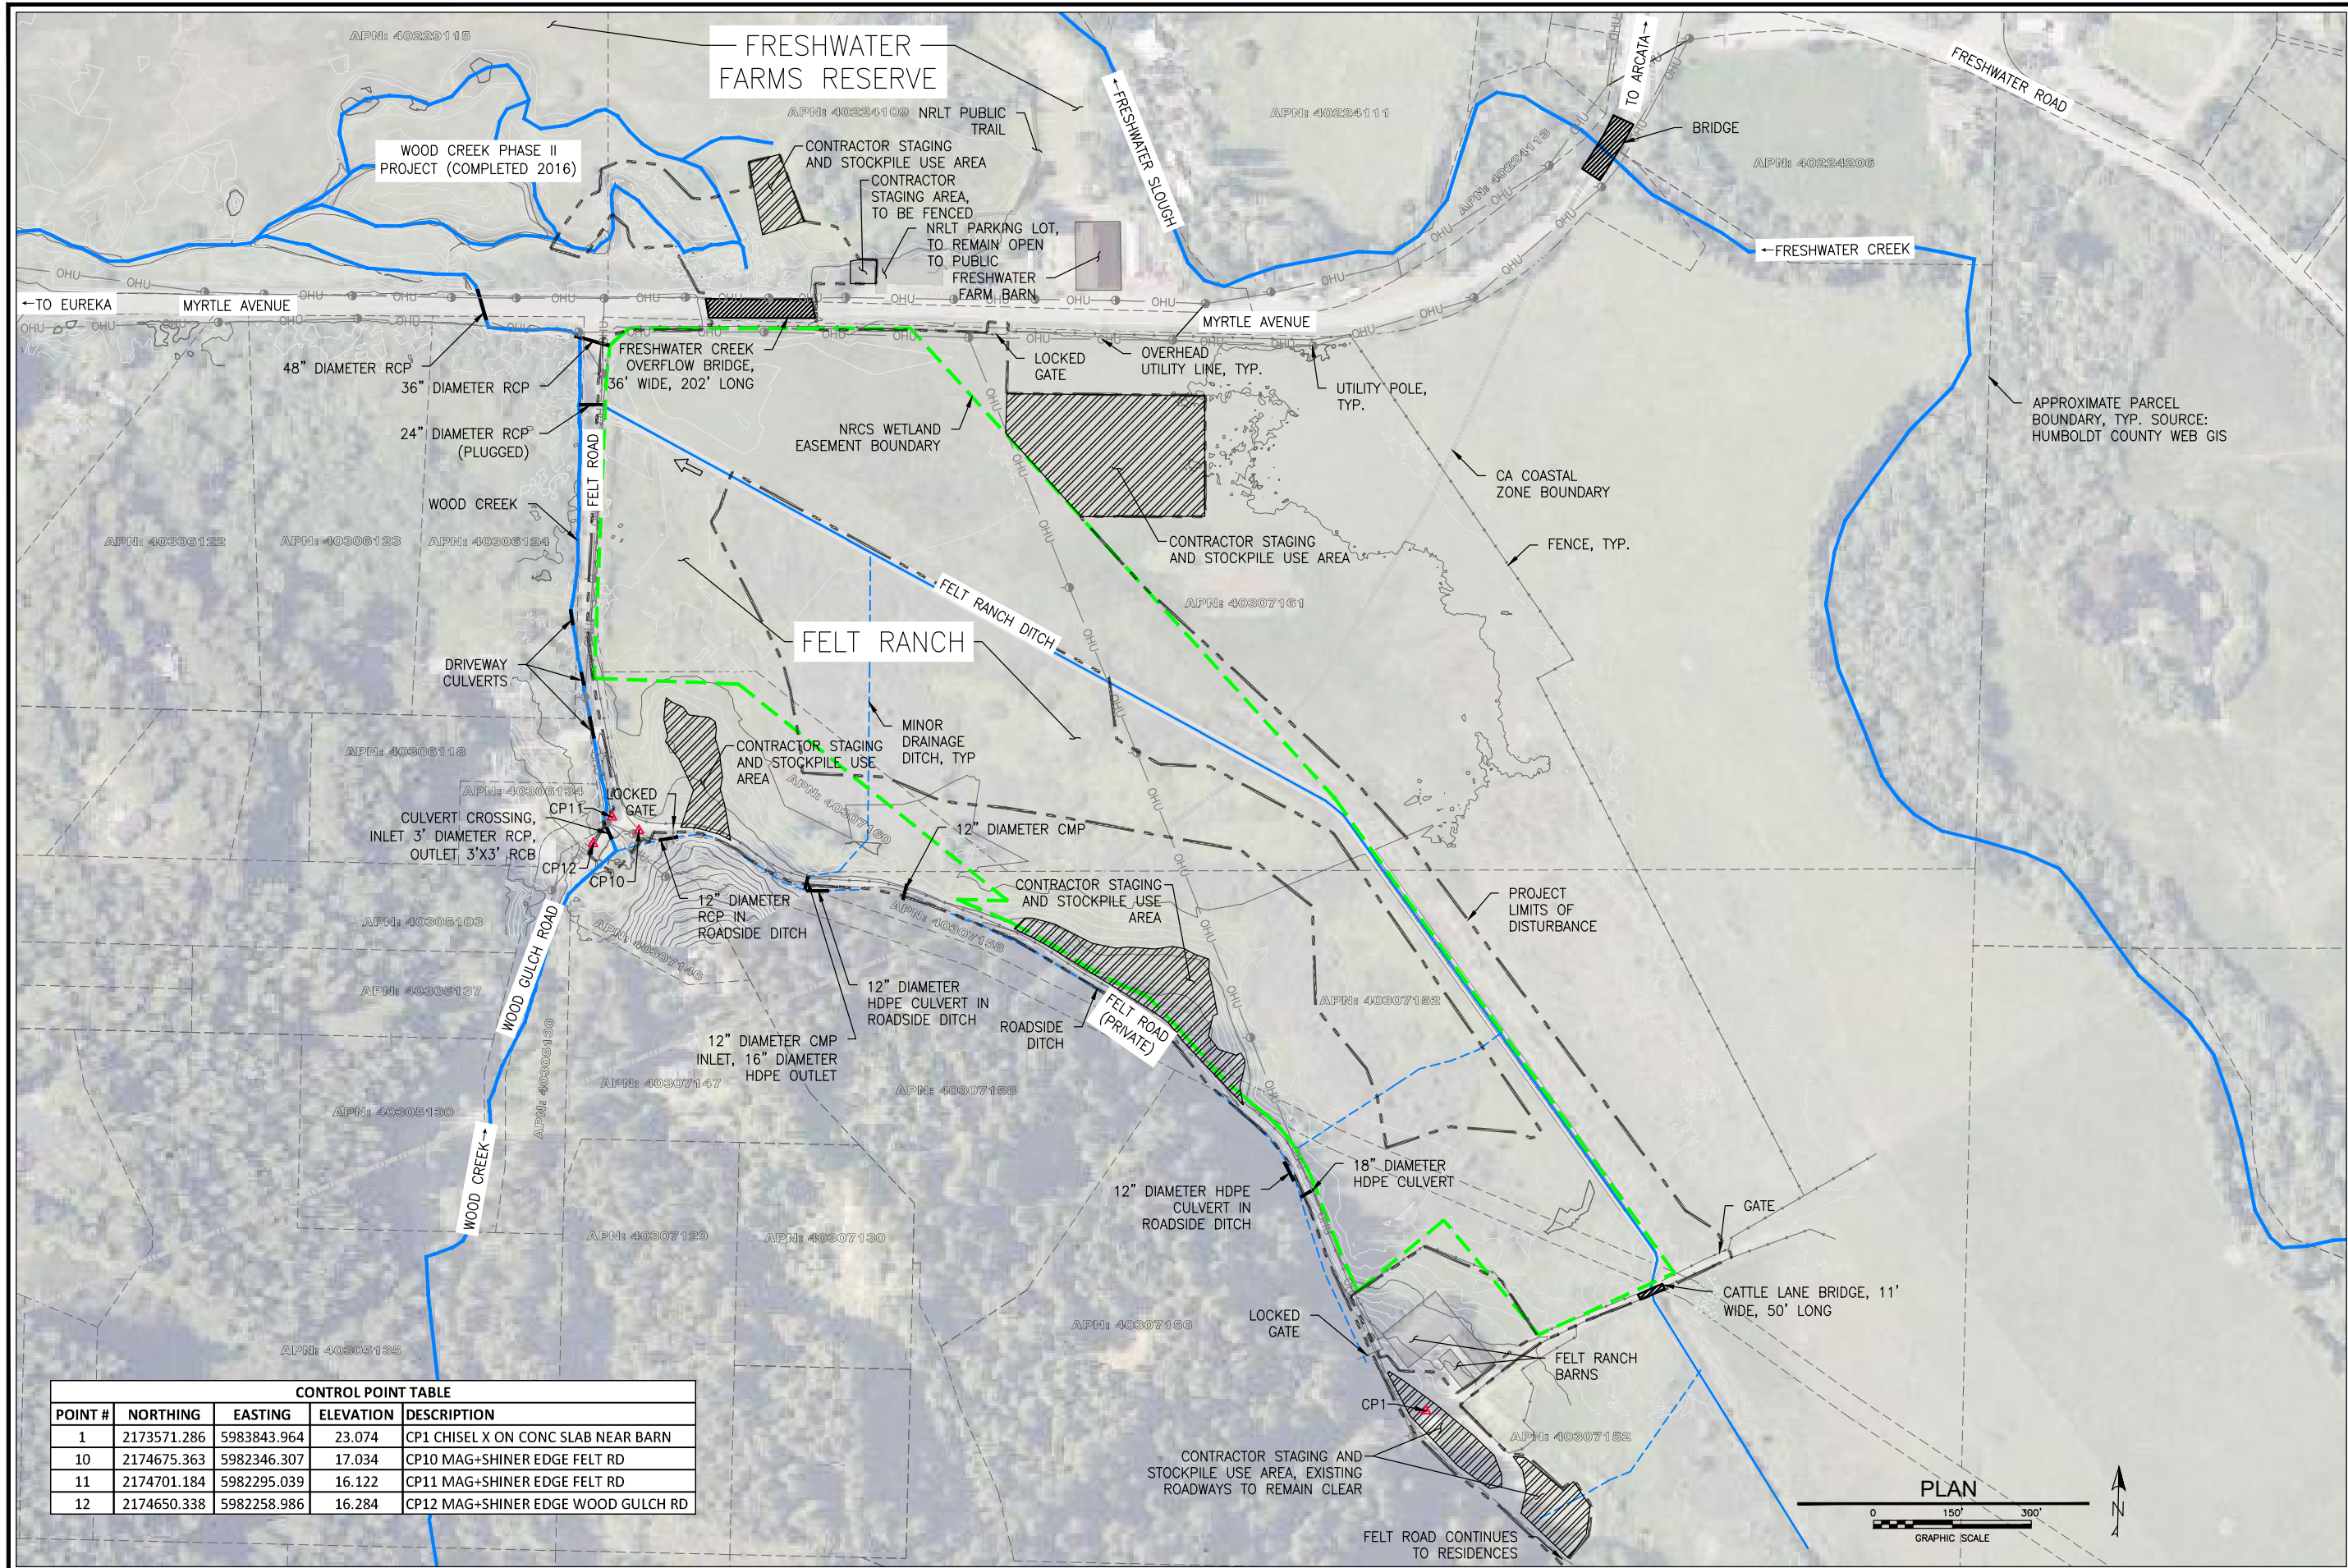 APN: 40229115
FRESHWATER
FARMS RESERVE
←FRESHWATER SLOUGH
TO ARCATA→
FRESHWATER ROAD
APN: 40224109
NRLT PUBLIC
TRAIL
APN: 40224111
APN: 40224113
BRIDGE
APN: 40224206
WOOD CREEK PHASE II
PROJECT (COMPLETED 2016)
CONTRACTOR STAGING
AND STOCKPILE USE AREA
CONTRACTOR
STAGING AREA,
TO BE FENCED
NRLT PARKING LOT,
TO REMAIN OPEN
TO PUBLIC
FRESHWATER
FARM BARN
←FRESHWATER CREEK
←TO EUREKA
MYRTLE AVENUE
OHU
MYRTLE AVENUE
48" DIAMETER RCP
36" DIAMETER RCP
24" DIAMETER RCP
(PLUGGED)
FRESHWATER CREEK
OVERFLOW BRIDGE,
36' WIDE, 202' LONG
LOCKED
GATE
OVERHEAD
UTILITY LINE, TYP.
UTILITY POLE,
TYP.
APPROXIMATE PARCEL
BOUNDARY, TYP. SOURCE:
HUMBOLDT COUNTY WEB GIS
FELT ROAD
NRCS WETLAND
EASEMENT BOUNDARY
CA COASTAL
ZONE BOUNDARY
WOOD CREEK
APN: 40306122
APN: 40306123
APN: 40306124
CONTRACTOR STAGING
AND STOCKPILE USE AREA
FENCE, TYP.
APN: 40307161
FELT RANCH DITCH
FELT RANCH
DRIVEWAY
CULVERTS
MINOR
DRAINAGE
DITCH, TYP
APN: 40306118
CONTRACTOR STAGING
AND STOCKPILE USE
AREA
APN: 40307160
APN: 40306134
CP11
LOCKED
GATE
CULVERT CROSSING,
INLET 3' DIAMETER RCP,
OUTLET 3'X3' RCB
CP12
CP10
12" DIAMETER CMP
12" DIAMETER
RCP IN
ROADSIDE DITCH
CONTRACTOR STAGING
AND STOCKPILE USE
AREA
PROJECT
LIMITS OF
DISTURBANCE
APN: 40305103
WOOD GULCH ROAD
APN: 40307146
APN: 40307158
APN: 40305137
12" DIAMETER
HDPE CULVERT IN
ROADSIDE DITCH
APN: 40307152
12" DIAMETER CMP
INLET, 16" DIAMETER
HDPE OUTLET
ROADSIDE
DITCH
FELT ROAD
(PRIVATE)
APN: 40305130
APN: 40307147
APN: 40307158
APN: 40305130
WOOD CREEK→
18" DIAMETER
HDPE CULVERT
12" DIAMETER HDPE
CULVERT IN
ROADSIDE DITCH
GATE
APN: 40307129
APN: 40307130
CATTLE LANE BRIDGE, 11'
WIDE, 50' LONG
LOCKED
GATE
APN: 40307156
APN: 40305135
FELT RANCH
BARNS
CP1
APN: 40307152
CONTRACTOR STAGING AND
STOCKPILE USE AREA, EXISTING
ROADWAYS TO REMAIN CLEAR
FELT ROAD CONTINUES
TO RESIDENCES
CONTROL POINT TABLE
POINT # NORTHING EASTING ELEVATION DESCRIPTION
1 2173571.286 5983843.964 23.074 CP1 CHISEL X ON CONC SLAB NEAR BARN
10 2174675.363 5982346.307 17.034 CP10 MAG+SHINER EDGE FELT RD
11 2174701.184 5982295.039 16.122 CP11 MAG+SHINER EDGE FELT RD
12 2174650.338 5982258.986 16.284 CP12 MAG+SHINER EDGE WOOD GULCH RD
PLAN
0 150' 300'
GRAPHIC SCALE
N